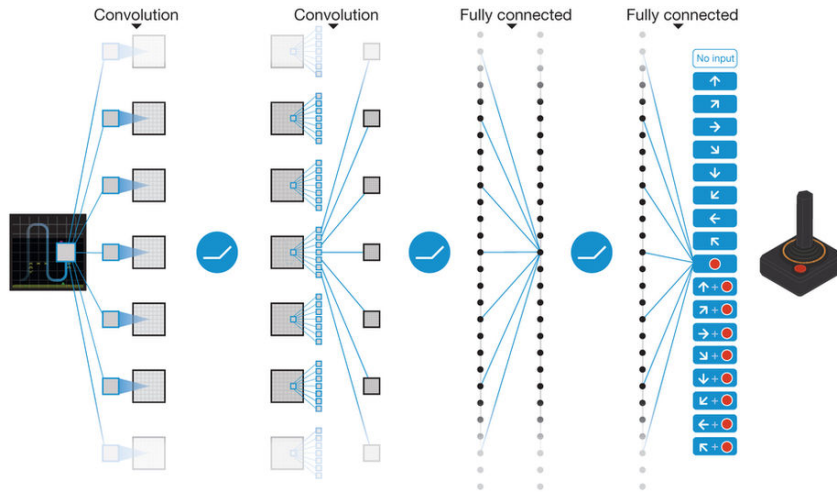 Convolution
Convolution
Fully connected
Fully connected
No input
+
+
+
+
+
+
+
+